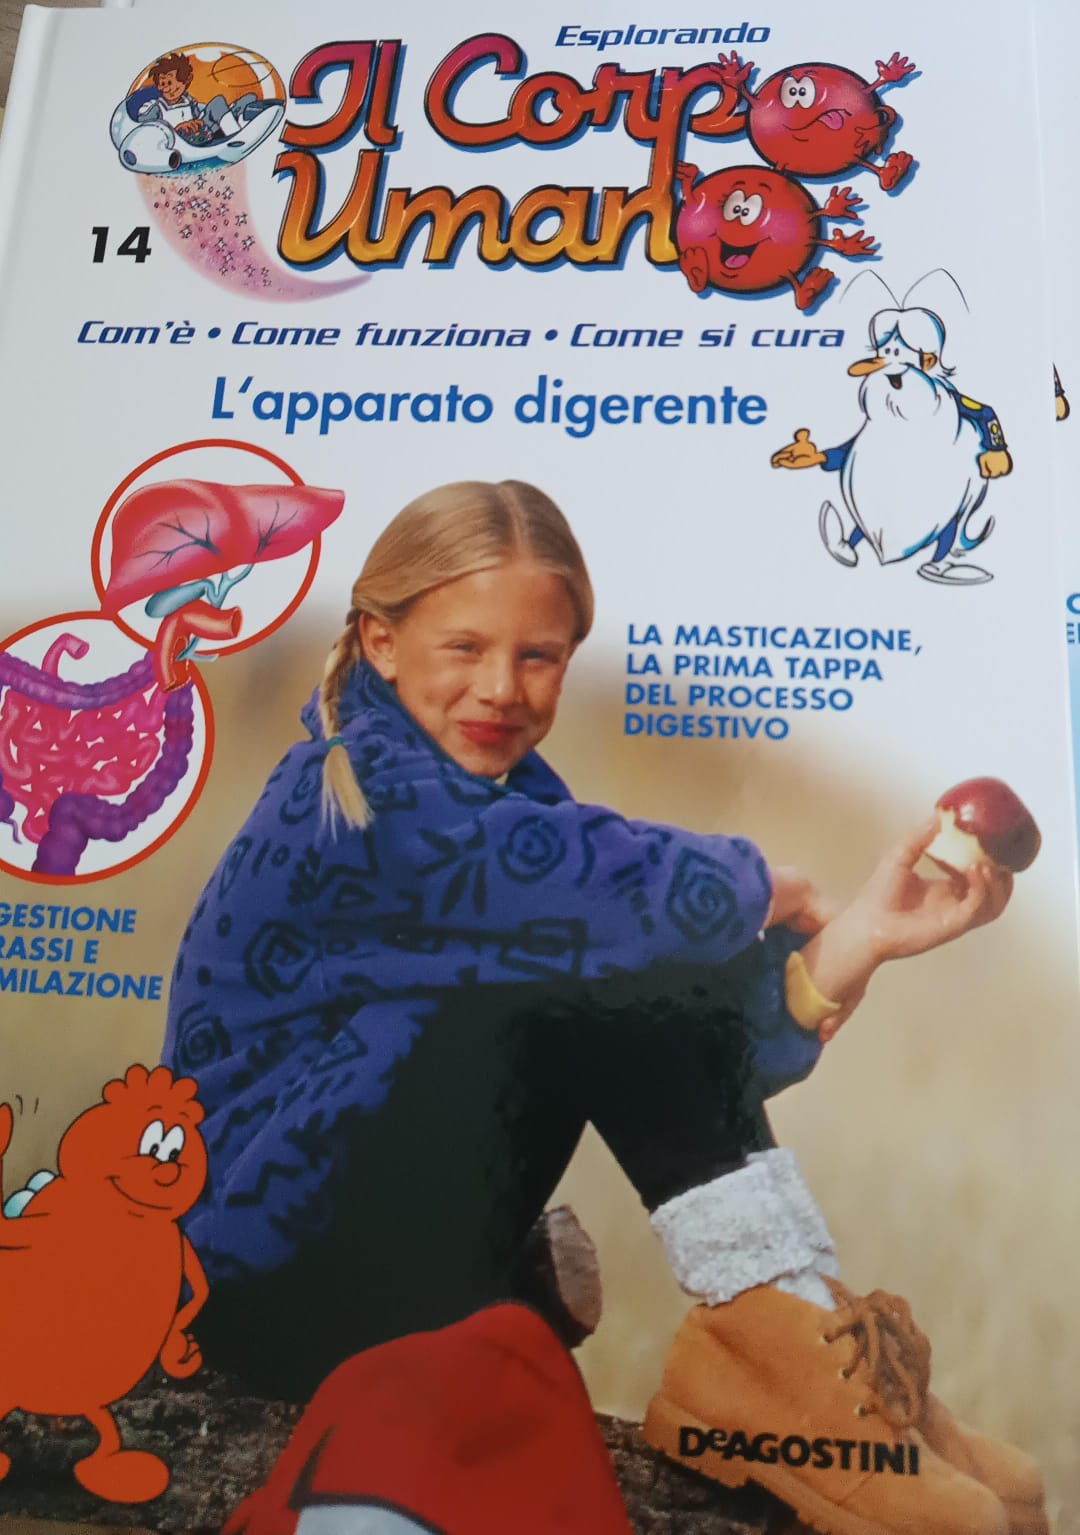 Esplorando
Il Corpo
Umano
14
Com'è • Come funziona • Come si cura
L'apparato digerente
LA MASTICAZIONE,
LA PRIMA TAPPA
DEL PROCESSO
DIGESTIVO
GESTIONE
RASSI E
MILAZIONE
DeAGOSTINI